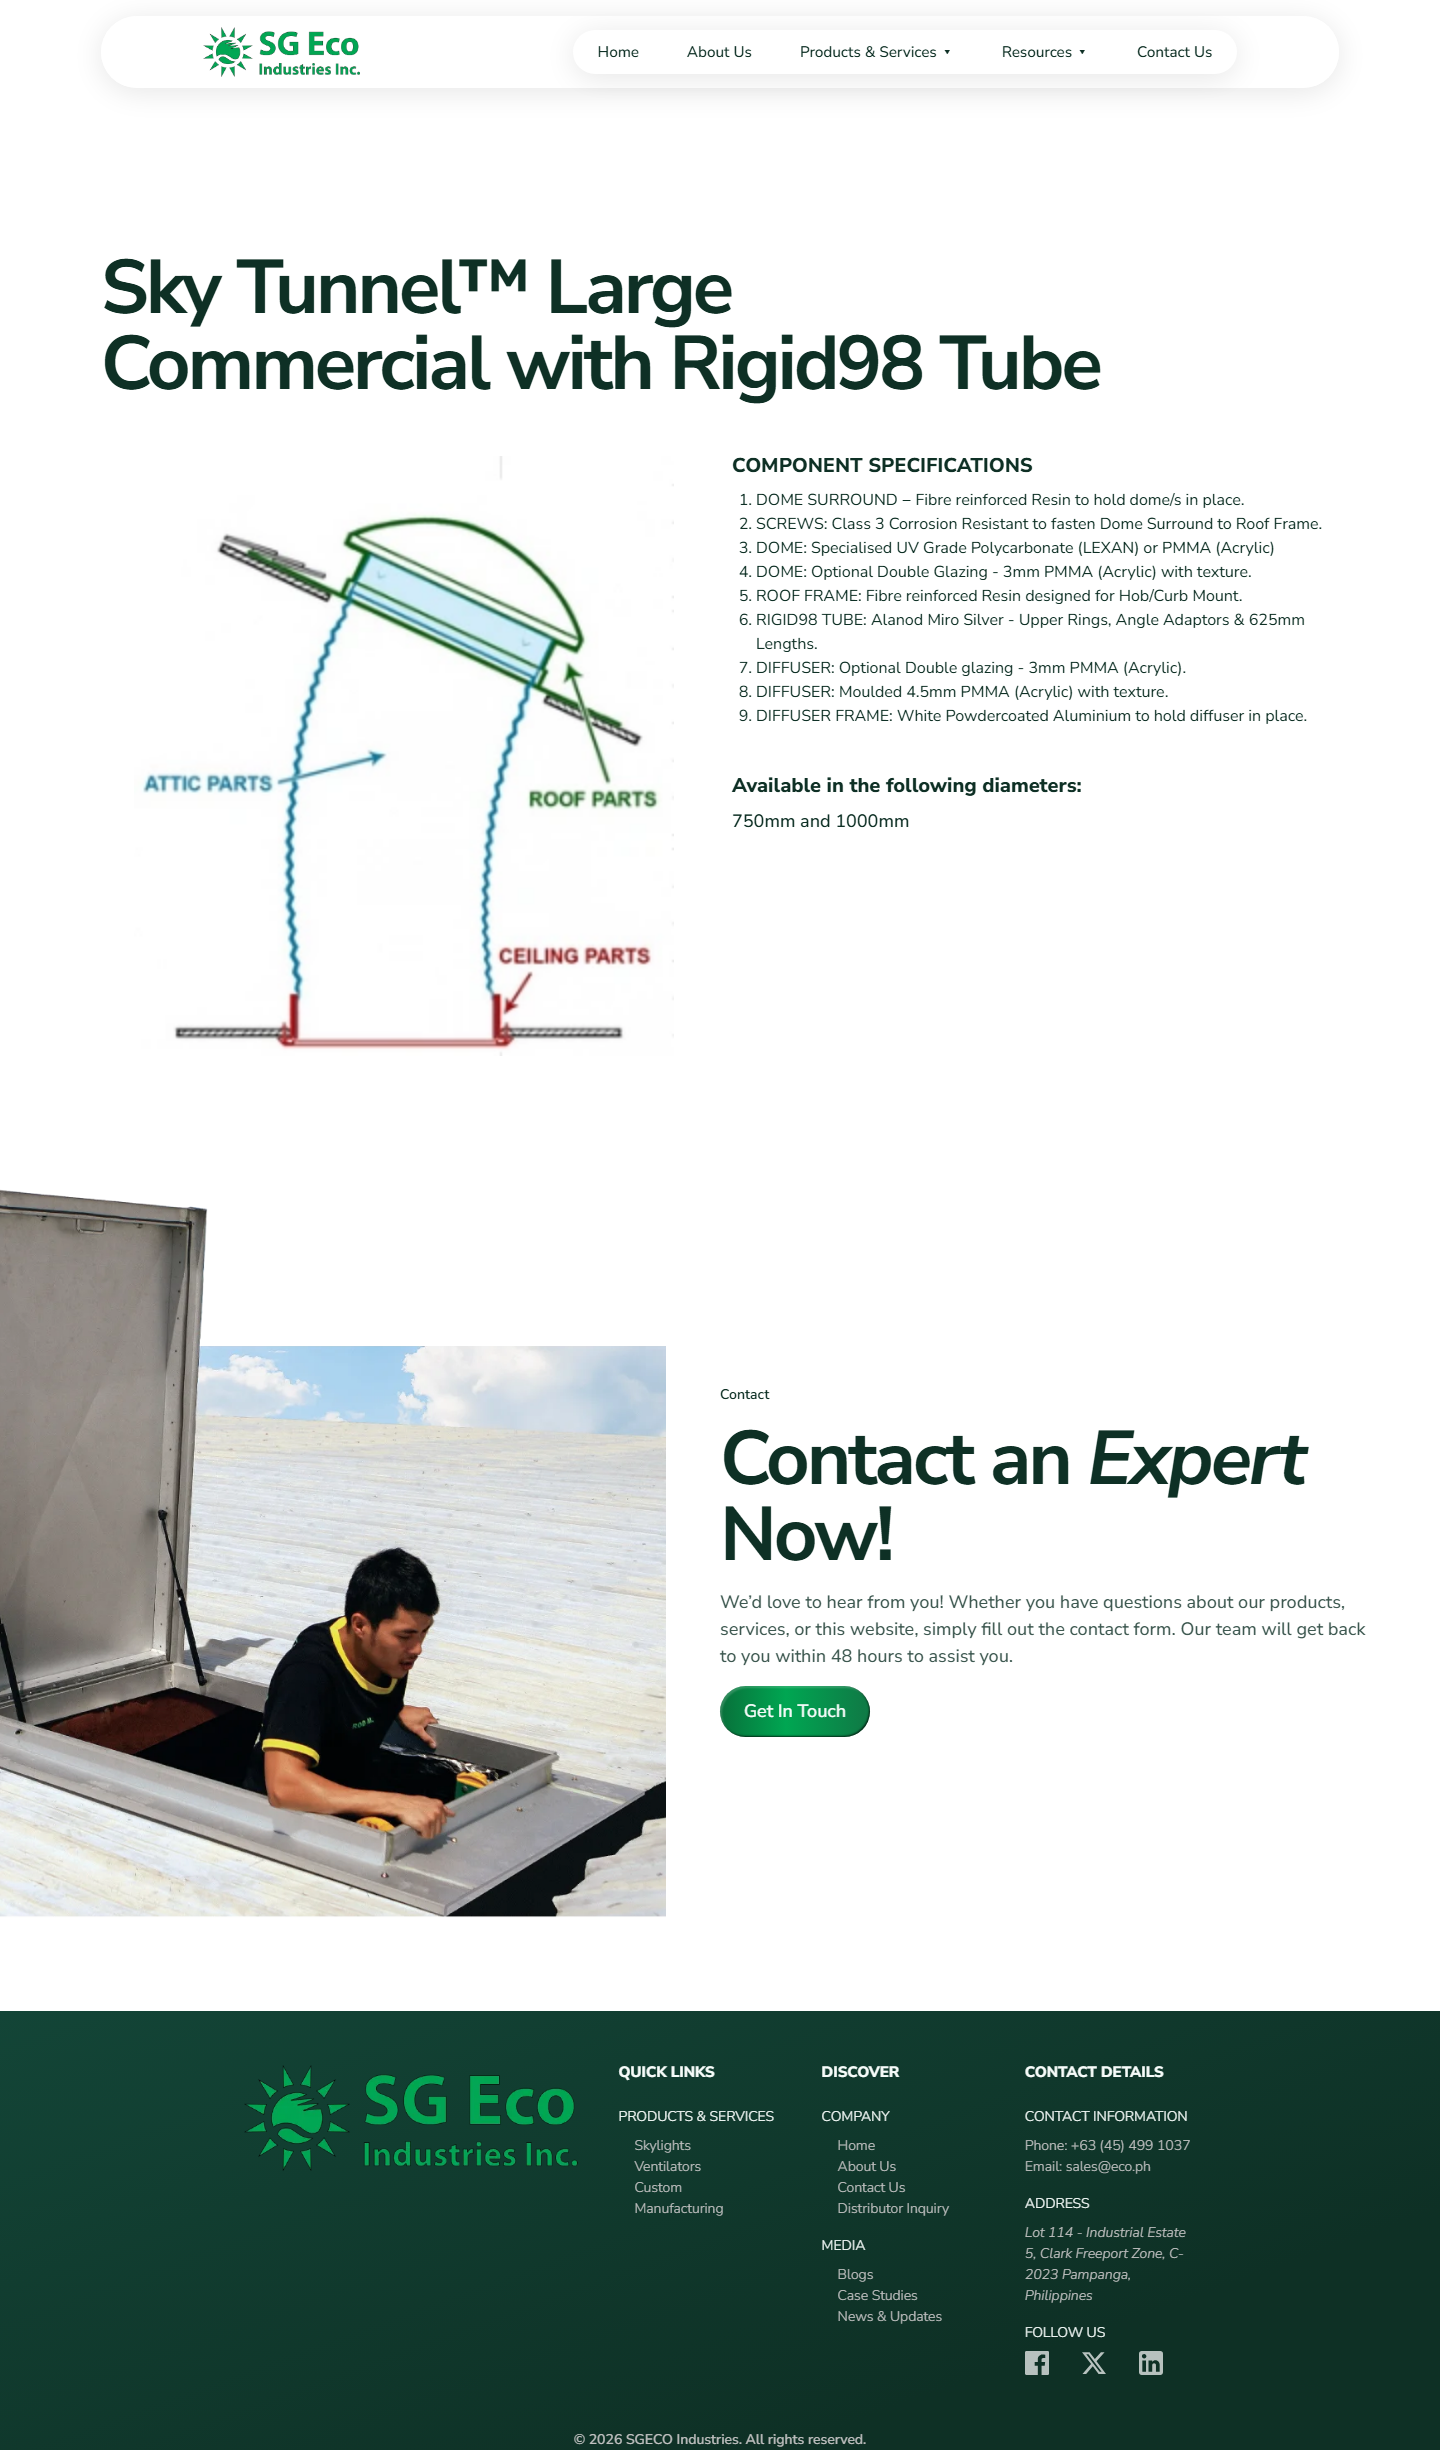 SG Eco
Industries Inc.
Home
About Us
Products & Services
Resources
Contact Us
Sky Tunnel™ Large
Commercial with Rigid98 Tube
ATTIC PARTS
ROOF PARTS
CEILING PARTS
COMPONENT SPECIFICATIONS
1. DOME SURROUND – Fibre reinforced Resin to hold dome/s in place.
2. SCREWS: Class 3 Corrosion Resistant to fasten Dome Surround to Roof Frame.
3. DOME: Specialised UV Grade Polycarbonate (LEXAN) or PMMA (Acrylic)
4. DOME: Optional Double Glazing - 3mm PMMA (Acrylic) with texture.
5. ROOF FRAME: Fibre reinforced Resin designed for Hob/Curb Mount.
6. RIGID98 TUBE: Alanod Miro Silver - Upper Rings, Angle Adaptors & 625mm
Lengths.
7. DIFFUSER: Optional Double glazing - 3mm PMMA (Acrylic).
8. DIFFUSER: Moulded 4.5mm PMMA (Acrylic) with texture.
9. DIFFUSER FRAME: White Powdercoated Aluminium to hold diffuser in place.
Available in the following diameters:
750mm and 1000mm
Contact
Contact an Expert
Now!
We’d love to hear from you! Whether you have questions about our products,
services, or this website, simply fill out the contact form. Our team will get back
to you within 48 hours to assist you.
Get In Touch
SG Eco
Industries Inc.
QUICK LINKS
PRODUCTS & SERVICES
Skylights
Ventilators
Custom
Manufacturing
DISCOVER
COMPANY
Home
About Us
Contact Us
Distributor Inquiry
MEDIA
Blogs
Case Studies
News & Updates
CONTACT DETAILS
CONTACT INFORMATION
Phone: +63 (45) 499 1037
Email: sales@eco.ph
ADDRESS
Lot 114 - Industrial Estate
5, Clark Freeport Zone, C-
2023 Pampanga,
Philippines
FOLLOW US
© 2026 SGECO Industries. All rights reserved.